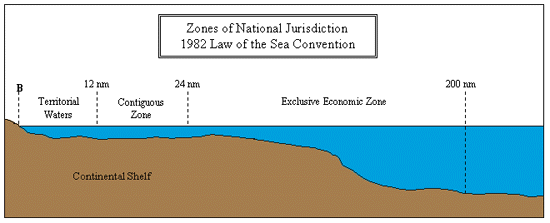 Zones of National Jurisdiction
1982 Law of the Sea Convention
B
12 nm
24 nm
200 nm
Territorial
Waters
Contiguous
Zone
Exclusive Economic Zone
Continental Shelf